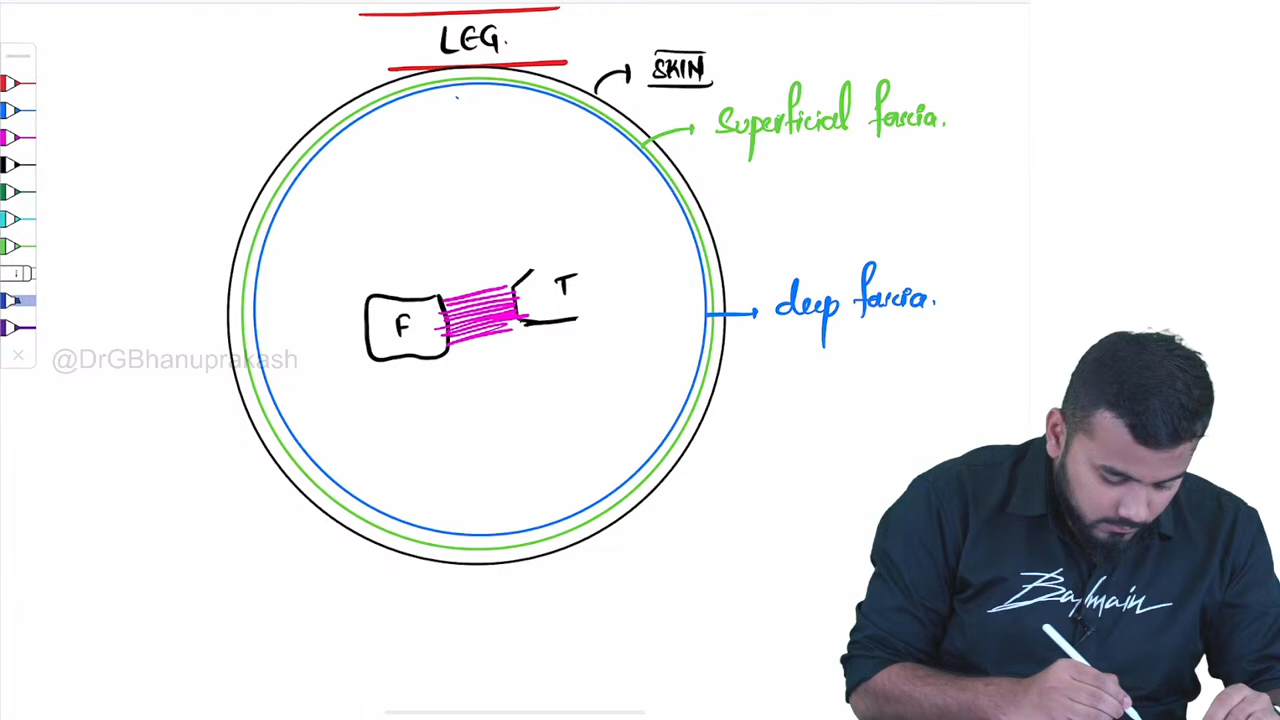 LEG.
SKIN
Superficial fascia.
T
F
deep fascia.
@DrGBhanuprakash
Balmain